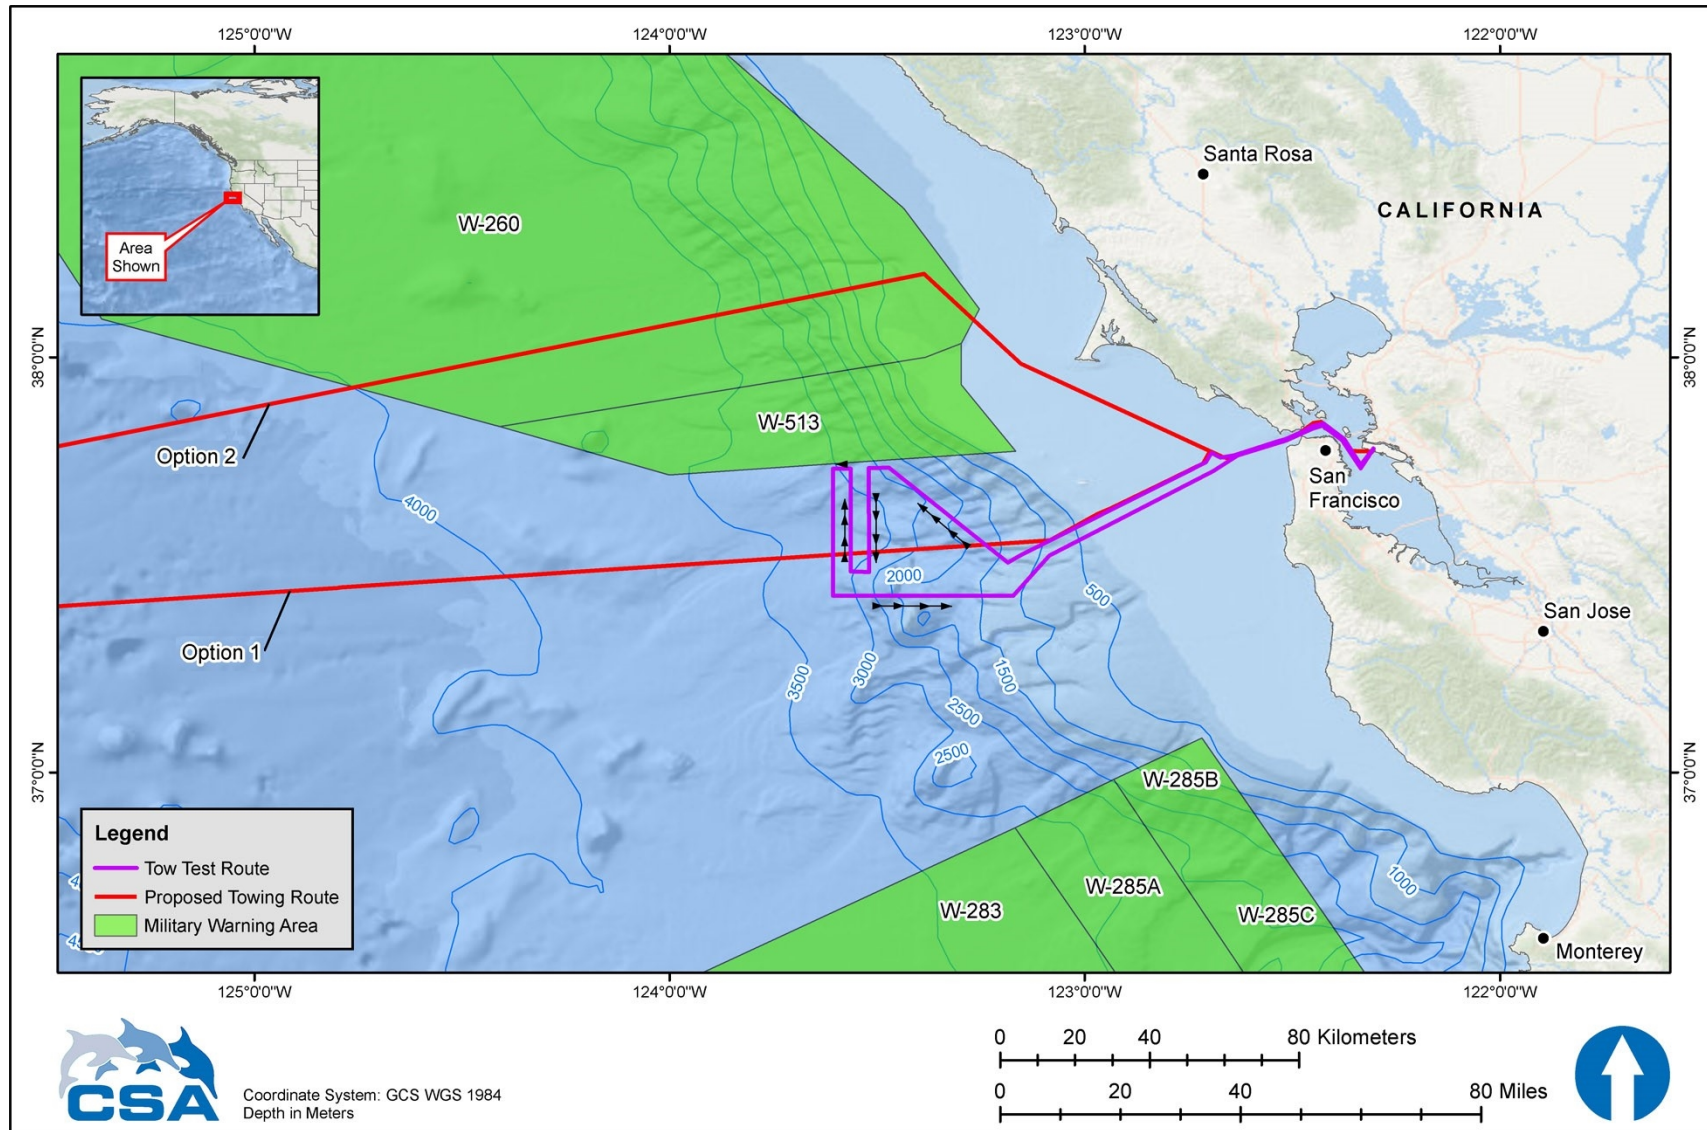 125°0'0"W
124°0'0"W
123°0'0"W
122°0'0"W
38°0'0"N
38°0'0"N
37°0'0"N
37°0'0"N
Area
Shown
W-260
Santa Rosa
CALIFORNIA
W-513
Option 2
San
Francisco
4000
2000
500
San Jose
Option 1
3500
3000
1500
2500
2500
W-285B
W-285A
W-283
W-285C
1000
Monterey
Legend
Tow Test Route
Proposed Towing Route
Military Warning Area
125°0'0"W
124°0'0"W
123°0'0"W
122°0'0"W
CSA
Coordinate System: GCS WGS 1984
Depth in Meters
0 20 40 80 Kilometers
0 20 40 80 Miles